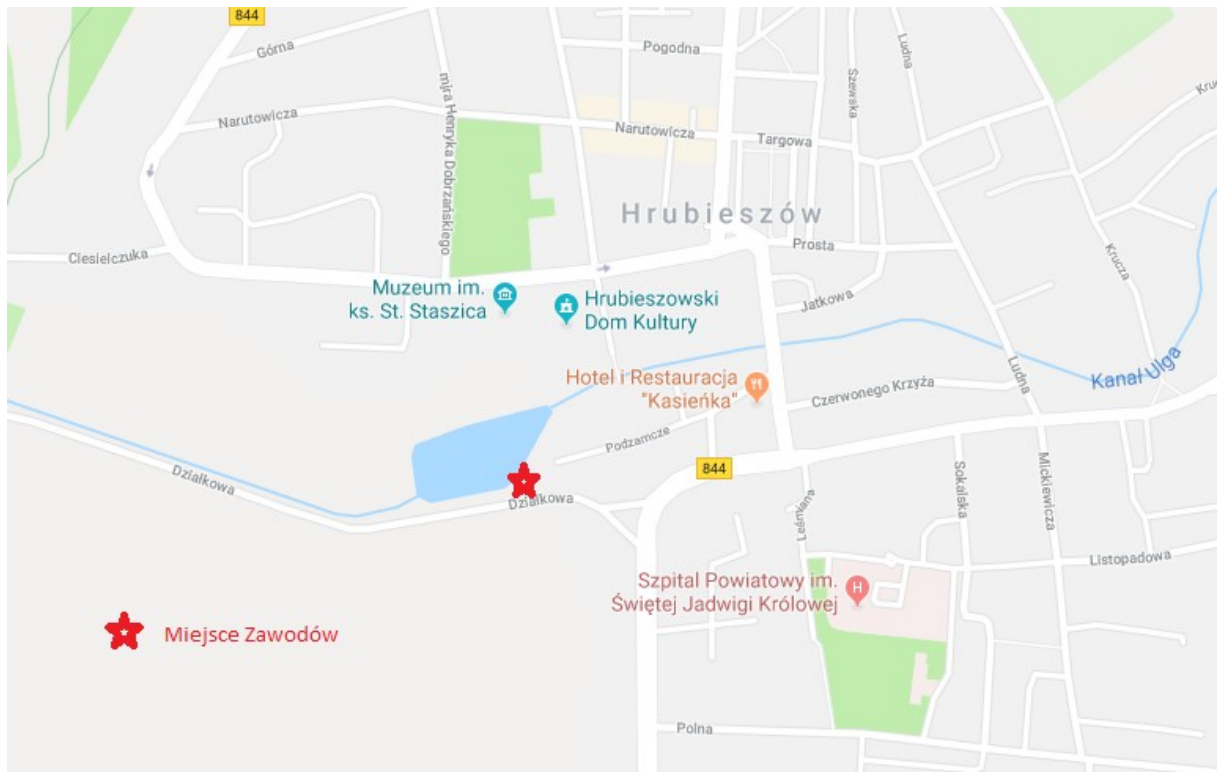 844
Górna
Pogodna
Ludna
Szewska
mjra Henryka Dobrzańskiego
Narutowicza
Narutowicza
Targowa
Hrubieszów
Prosta
Krucza
Ciesielczuka
Muzeum im.
ks. St. Staszica
Hrubieszowski
Dom Kultury
Jatkowa
Kanał Ulga
Hotel i Restauracja
"Kasieńka"
Czerwonego Krzyża
Ludna
Podzamcze
844
Działkowa
Działkowa
Leśmiana
Sokalska
Mickiewicza
Listopadowa
Szpital Powiatowy im.
Świętej Jadwigi Królowej
H
Miejsce Zawodów
Polna